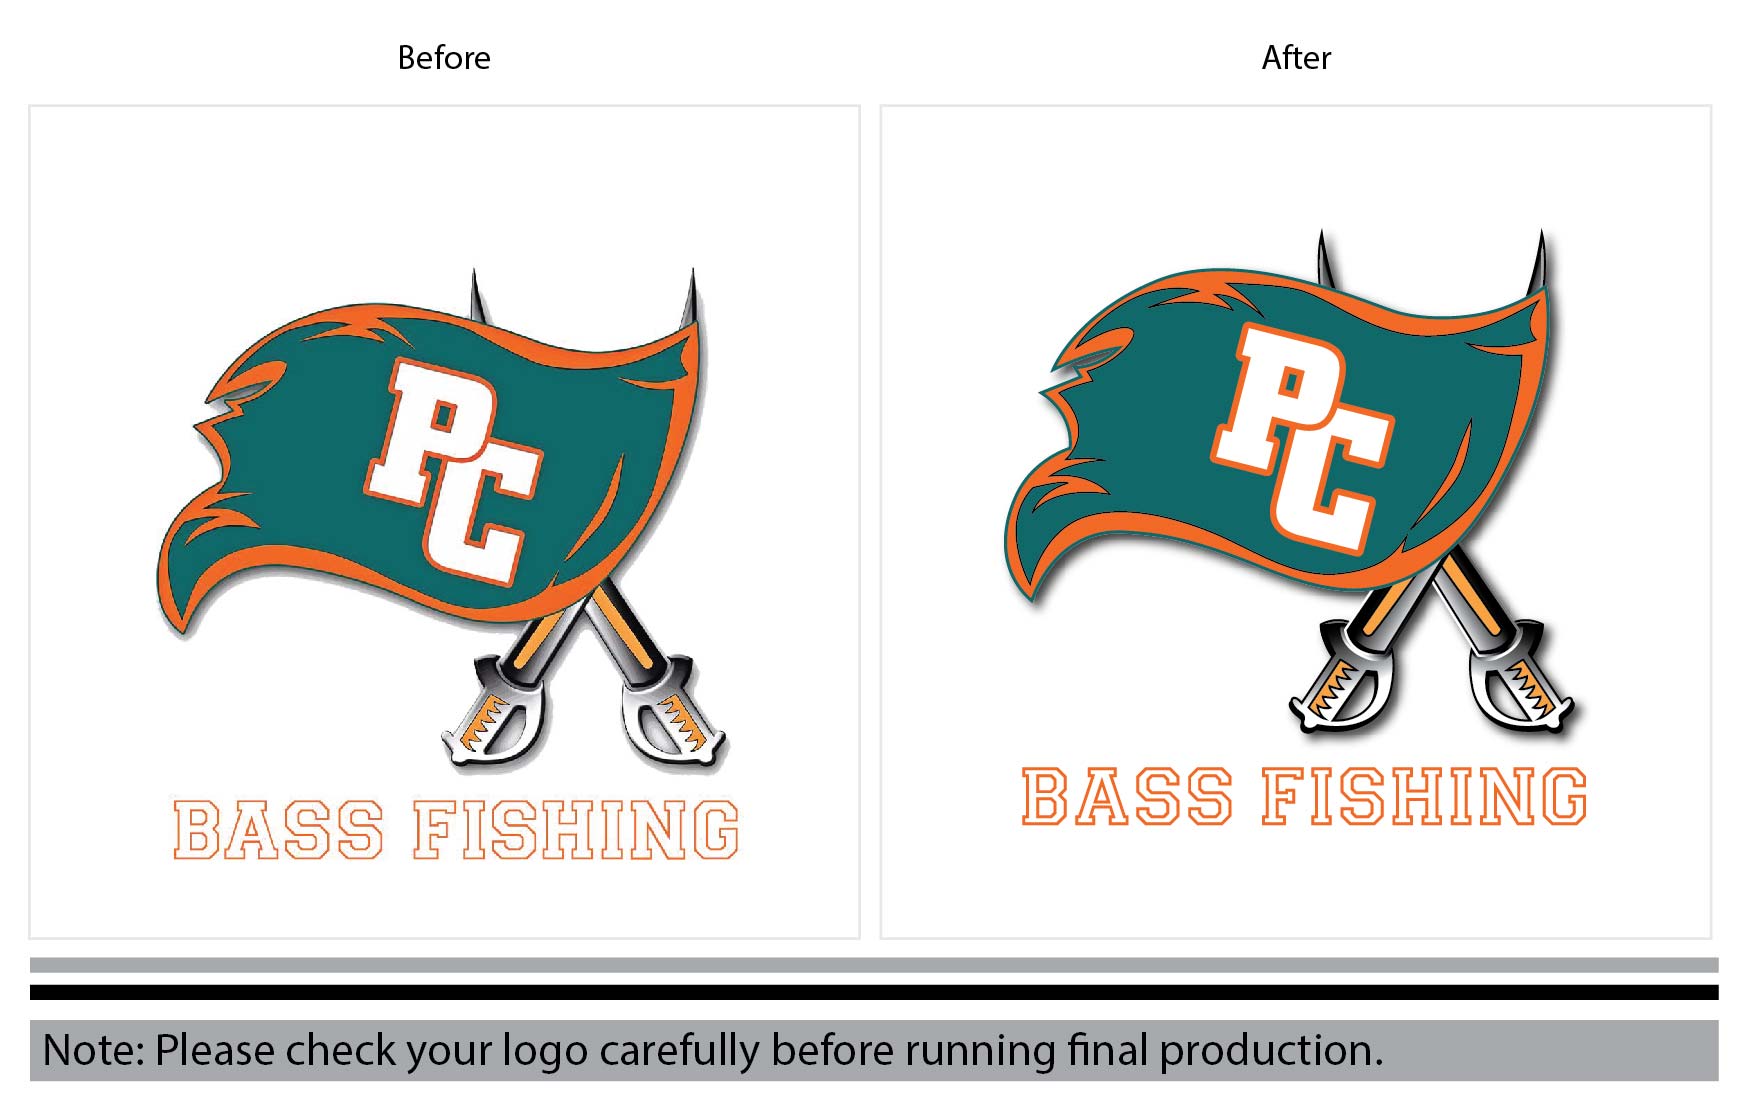 Before
After
PC
BASS FISHING
PC
BASS FISHING
Note: Please check your logo carefully before running final production.